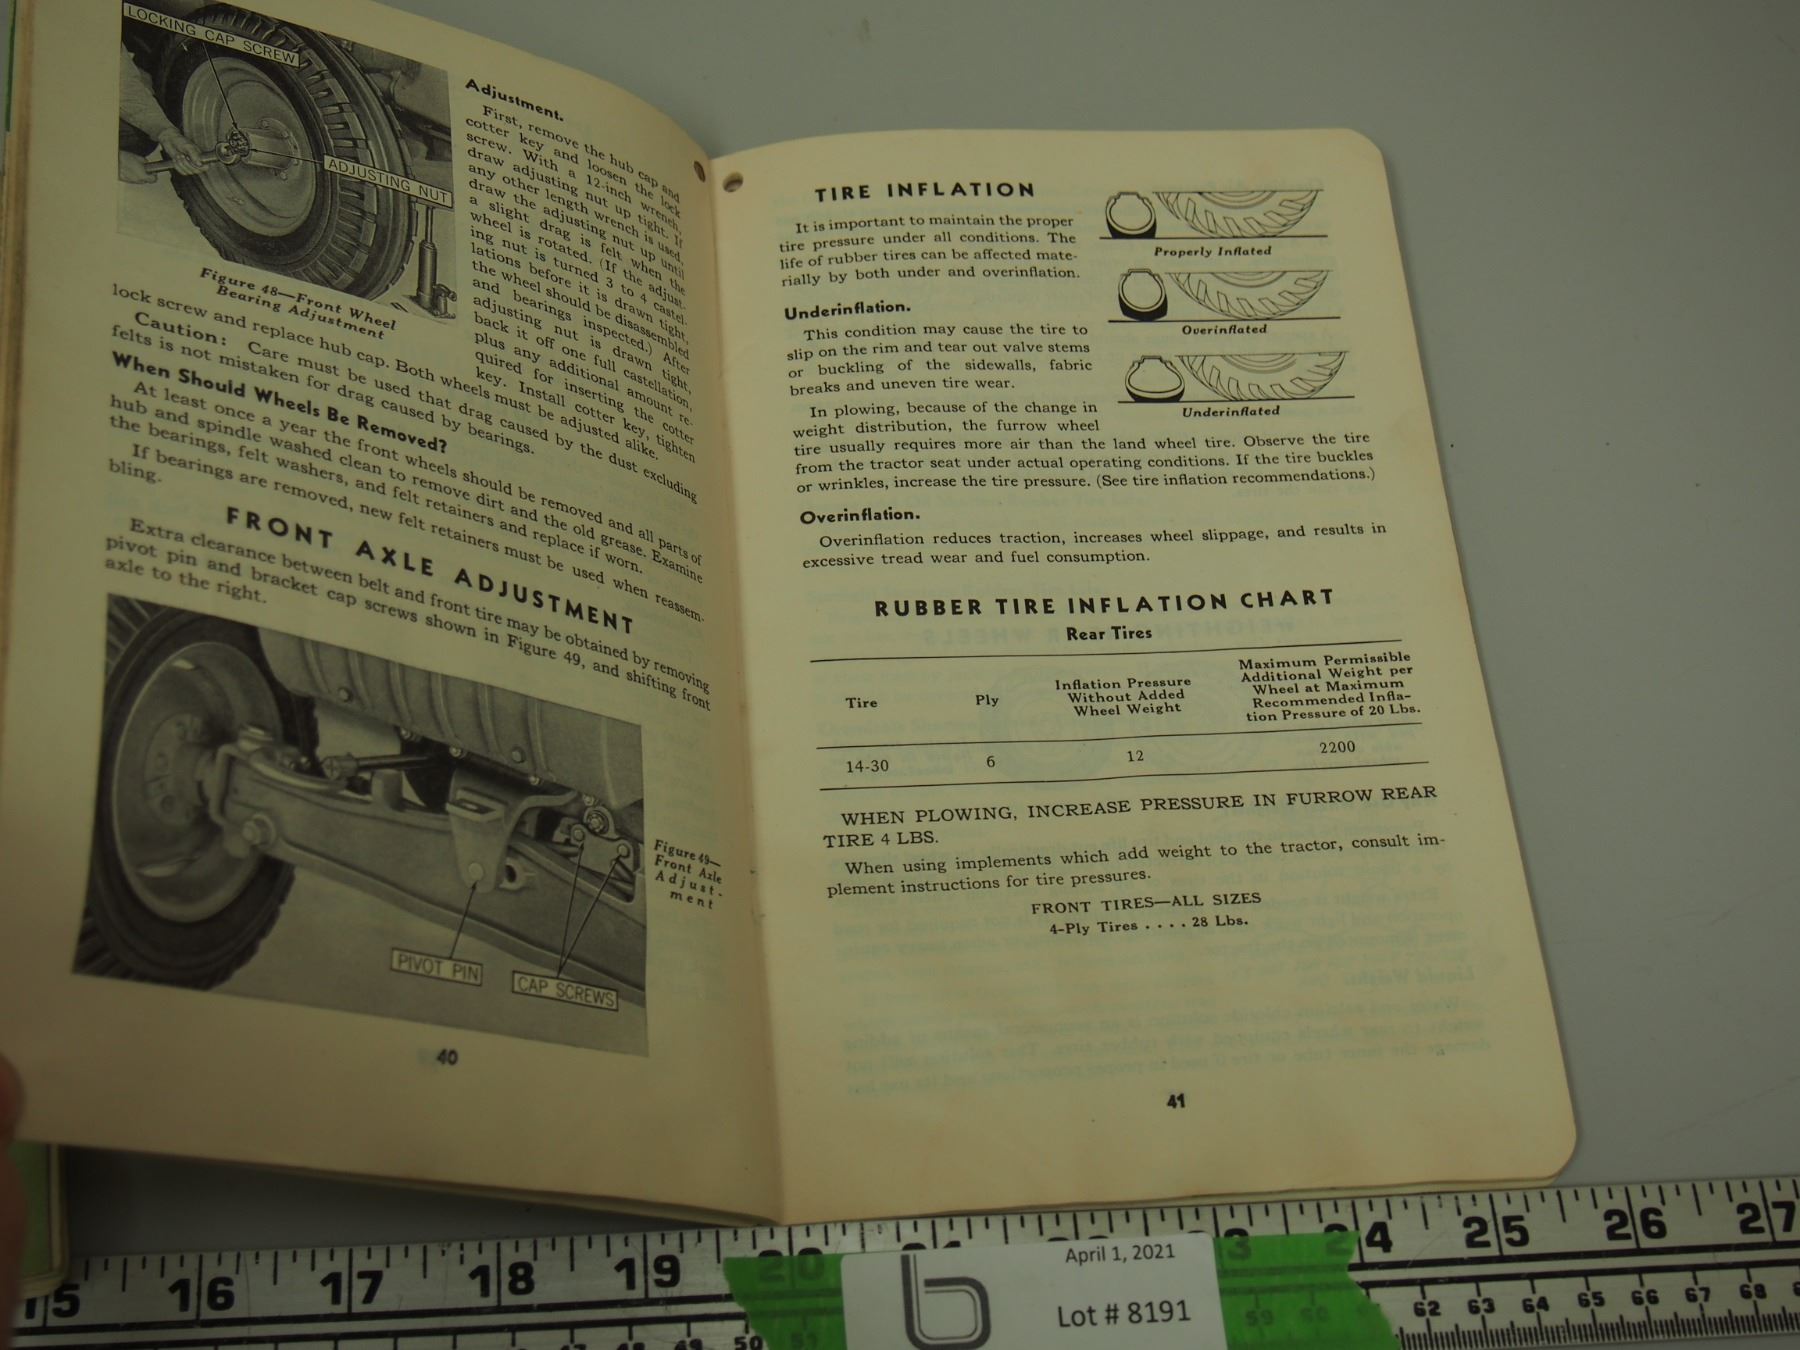 LOCKING CAP SCREW
ADJUSTING NUT
Figure 48—Front Wheel
Bearing Adjustment
Adjustment.
First, remove the hub cap and
cotter key and loosen the lock
screw. With a 12-inch wrench,
draw adjusting nut up tight. If
any other length wrench is used,
draw the adjusting nut up until
a slight drag is felt when the
wheel is rotated. (If the adjust-
ing nut is turned 3 to 4 castel-
lations before it is drawn tight,
the wheel should be disassembled
and bearings inspected.) After
adjusting nut is drawn tight,
back it off one full castellation,
plus any additional amount re-
quired for inserting the cotter
key. Install cotter key, tighten
lock screw and replace hub cap. Both wheels must be adjusted alike.
Caution: Care must be used that drag caused by the dust excluding
felts is not mistaken for drag caused by bearings.
When Should Wheels Be Removed?
At least once a year the front wheels should be removed and all parts of
hub and spindle washed clean to remove dirt and the old grease. Examine
the bearings, felt washers, and felt retainers and replace if worn.
If bearings are removed, new felt retainers must be used when reassem-
bling.
FRONT AXLE ADJUSTMENT
Extra clearance between belt and front tire may be obtained by removing
pivot pin and bracket cap screws shown in Figure 49, and shifting front
axle to the right.
PIVOT PIN
CAP SCREWS
Figure 49—
Front Axle
Adjust-
ment
40
TIRE INFLATION
It is important to maintain the proper
tire pressure under all conditions. The
life of rubber tires can be affected mate-
rially by both under and overinflation.
Properly Inflated
Overinflated
Underinflated
Underinflation.
This condition may cause the tire to
slip on the rim and tear out valve stems
or buckling of the sidewalls, fabric
breaks and uneven tire wear.
In plowing, because of the change in
weight distribution, the furrow wheel
tire usually requires more air than the land wheel tire. Observe the tire
from the tractor seat under actual operating conditions. If the tire buckles
or wrinkles, increase the tire pressure. (See tire inflation recommendations.)
Overinflation.
Overinflation reduces traction, increases wheel slippage, and results in
excessive tread wear and fuel consumption.
RUBBER TIRE INFLATION CHART
Rear Tires
Tire
Ply
Inflation Pressure
Without Added
Wheel Weight
Maximum Permissible
Additional Weight per
Wheel at Maximum
Recommended Infla-
tion Pressure of 20 Lbs.
14-30 6 12 2200
WHEN PLOWING, INCREASE PRESSURE IN FURROW REAR
TIRE 4 LBS.
When using implements which add weight to the tractor, consult im-
plement instructions for tire pressures.
FRONT TIRES—ALL SIZES
4-Ply Tires . . . . 28 Lbs.
41
15 16 17 18 19 20 24 25 26 27
April 1, 2021
Lot # 8191
b
50 59 60 62 63 64 65 66 67 68